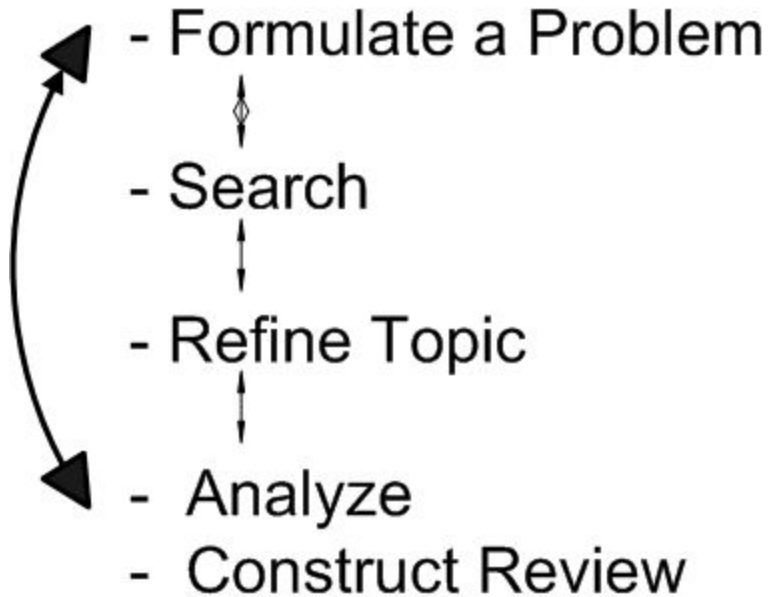 - Formulate a Problem
- Search
- Refine Topic
- Analyze
- Construct Review